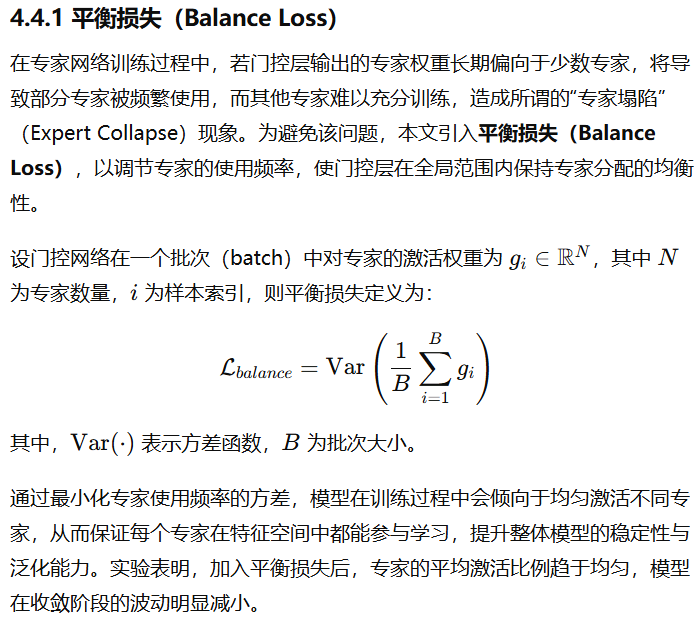 4.4.1 平衡损失（Balance Loss）
在专家网络训练过程中，若门控层输出的专家权重长期偏向于少数专家，将导
致部分专家被频繁使用，而其他专家难以充分训练，造成所谓的“专家塌陷”
（Expert Collapse）现象。为避免该问题，本文引入平衡损失（Balance
Loss），以调节专家的使用频率，使门控层在全局范围内保持专家分配的均衡
性。
设门控网络在一个批次（batch）中对专家的激活权重为 $g_i \in \mathbb{R}^N$，其中 $N$
为专家数量，$i$ 为样本索引，则平衡损失定义为：
$\mathcal{L}_{balance} = \mathrm{Var}\left(\frac{1}{B}\sum_{i=1}^{B} g_i\right)$
其中，$\mathrm{Var}(\cdot)$ 表示方差函数，$B$ 为批次大小。
通过最小化专家使用频率的方差，模型在训练过程中会倾向于均匀激活不同专
家，从而保证每个专家在特征空间中都能参与学习，提升整体模型的稳定性与
泛化能力。实验表明，加入平衡损失后，专家的平均激活比例趋于均匀，模型
在收敛阶段的波动明显减小。